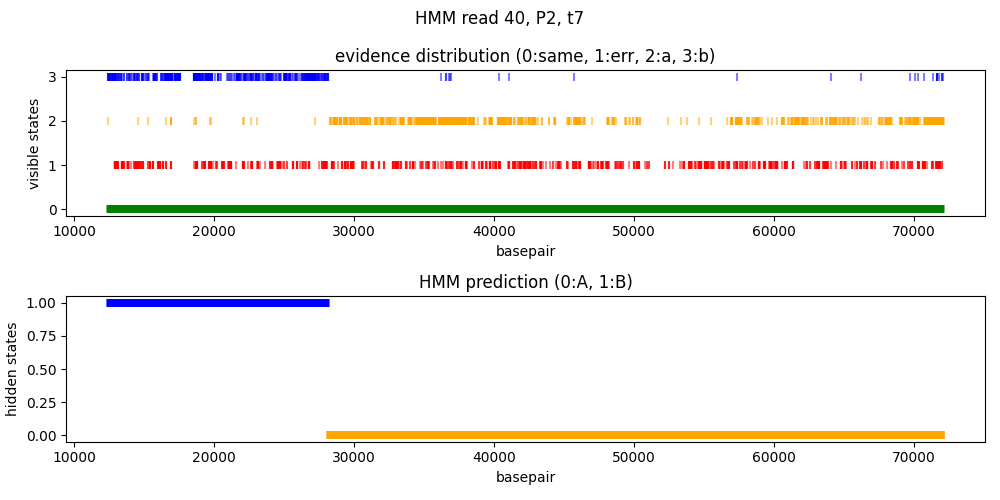 HMM read 40, P2, t7
evidence distribution (0:same, 1:err, 2:a, 3:b)
visible states
3
2
1
0
10000 20000 30000 40000 50000 60000 70000
basepair
HMM prediction (0:A, 1:B)
hidden states
1.00
0.75
0.50
0.25
0.00
10000 20000 30000 40000 50000 60000 70000
basepair